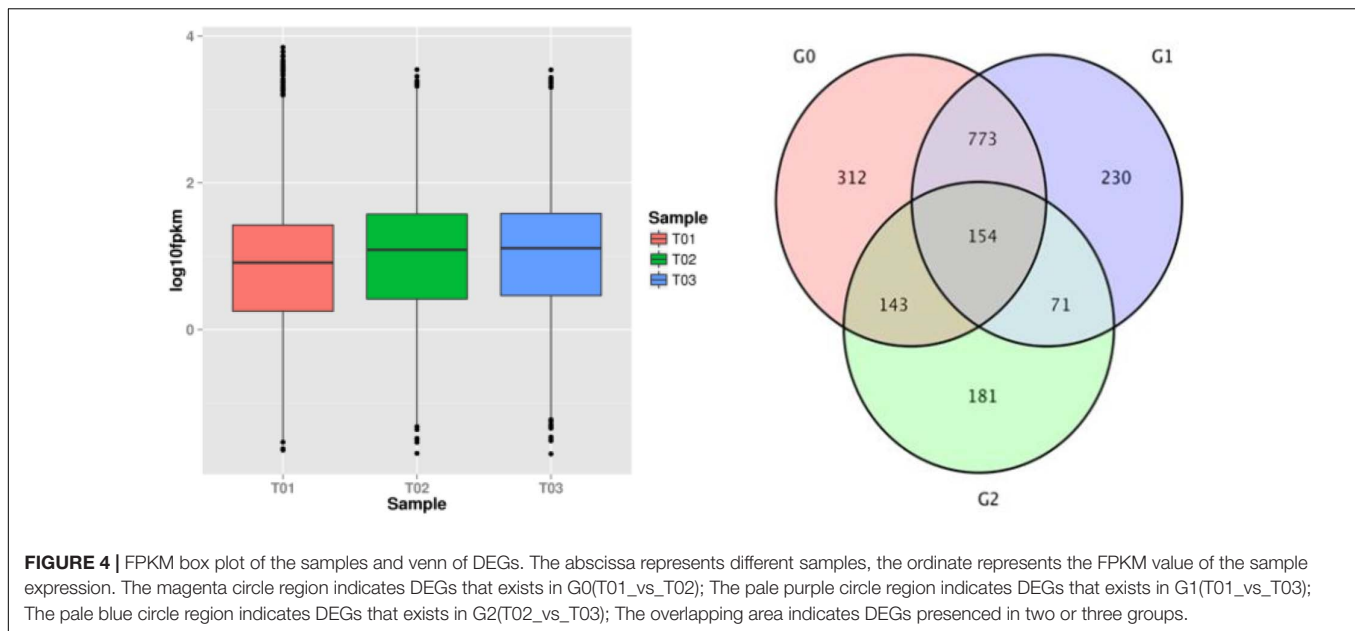 4
2
0
log10fpkm
T01
T02
T03
Sample
Sample
T01
T02
T03
G0
G1
773
312
230
154
143
71
181
G2
FIGURE 4 | FPKM box plot of the samples and venn of DEGs. The abscissa represents different samples, the ordinate represents the FPKM value of the sample
expression. The magenta circle region indicates DEGs that exists in G0(T01_vs_T02); The pale purple circle region indicates DEGs that exists in G1(T01_vs_T03);
The pale blue circle region indicates DEGs that exists in G2(T02_vs_T03); The overlapping area indicates DEGs presenced in two or three groups.